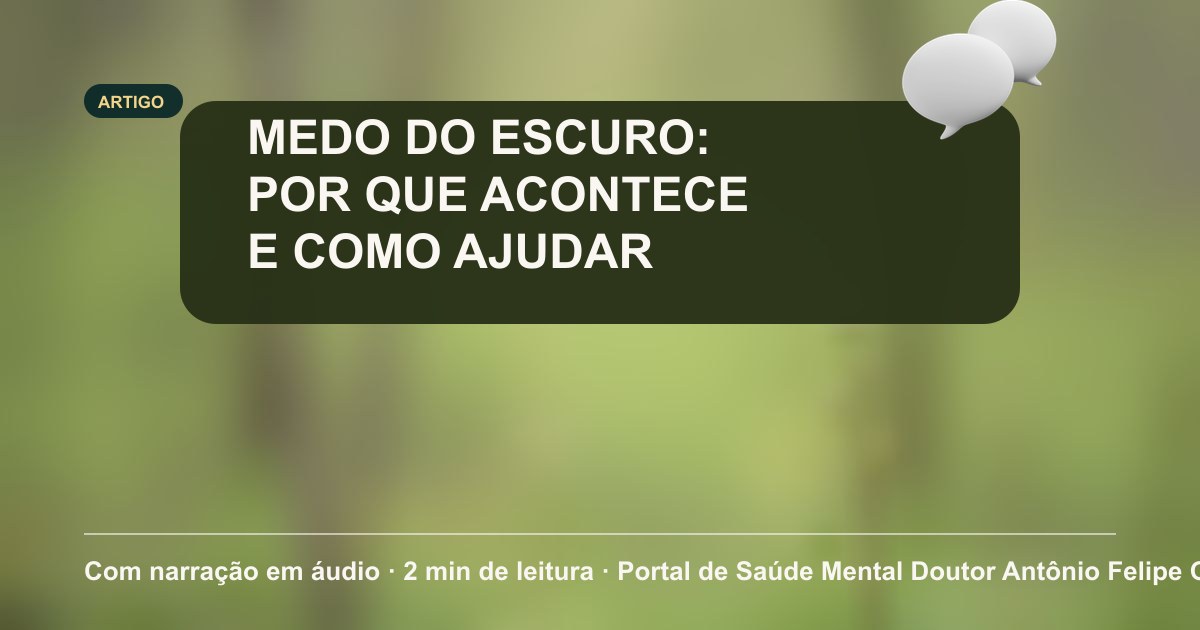 ARTIGO
MEDO DO ESCURO:
POR QUE ACONTECE
E COMO AJUDAR
Com narração em áudio · 2 min de leitura · Portal de Saúde Mental Doutor Antônio Felipe